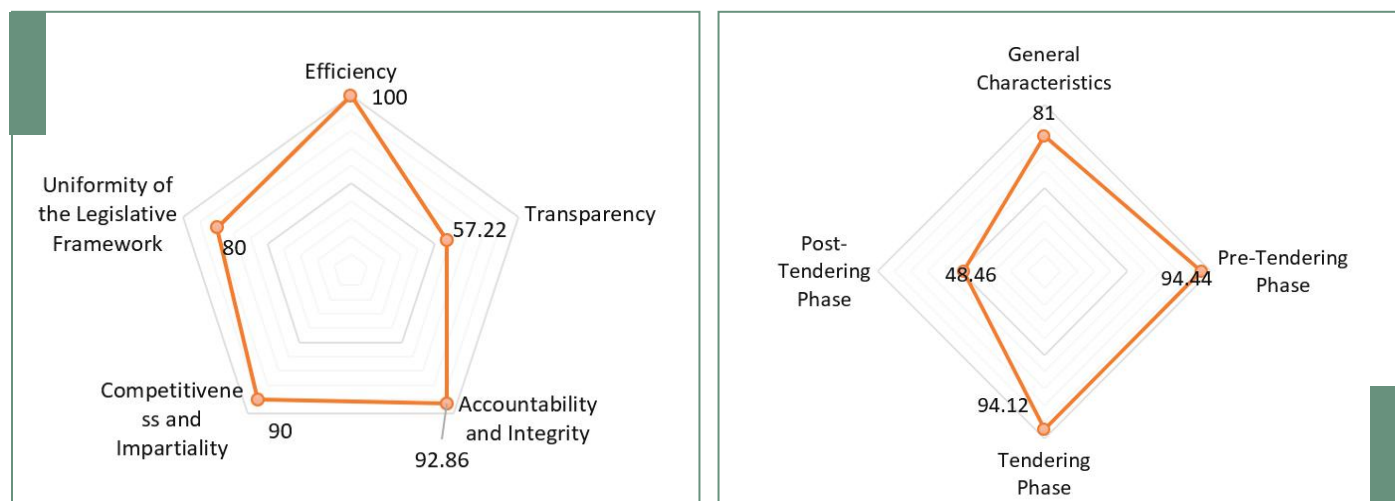 Efficiency
100
Uniformity of
the Legislative
Framework
80
Transparency
57.22
Competitivene
ss and
Impartiality
90
Accountability
and Integrity
92.86
General
Characteristics
81
Post-
Tendering
Phase
48.46
Pre-Tendering
Phase
94.44
94.12
Tendering
Phase